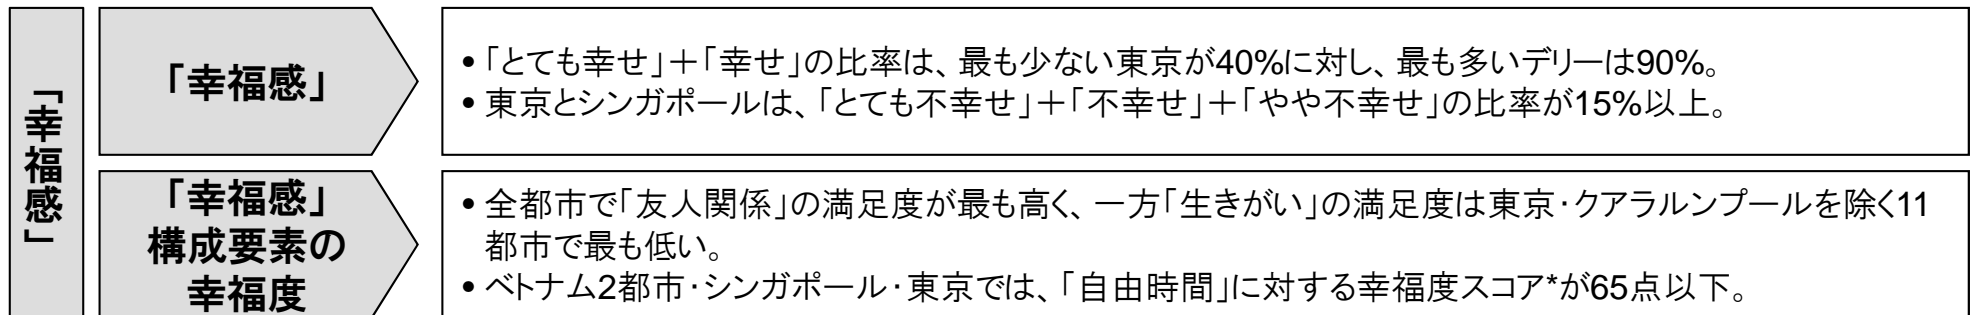 「幸福感」
「幸福感」
•「とても幸せ」＋「幸せ」の比率は、最も少ない東京が40%に対し、最も多いデリーは90%。
• 東京とシンガポールは、「とても不幸せ」＋「不幸せ」＋「やや不幸せ」の比率が15%以上。
「幸福感」
構成要素の
幸福度
• 全都市で「友人関係」の満足度が最も高く、一方「生きがい」の満足度は東京･クアラルンプールを除く11
都市で最も低い。
• ベトナム2都市･シンガポール･東京では、「自由時間」に対する幸福度スコア*が65点以下。